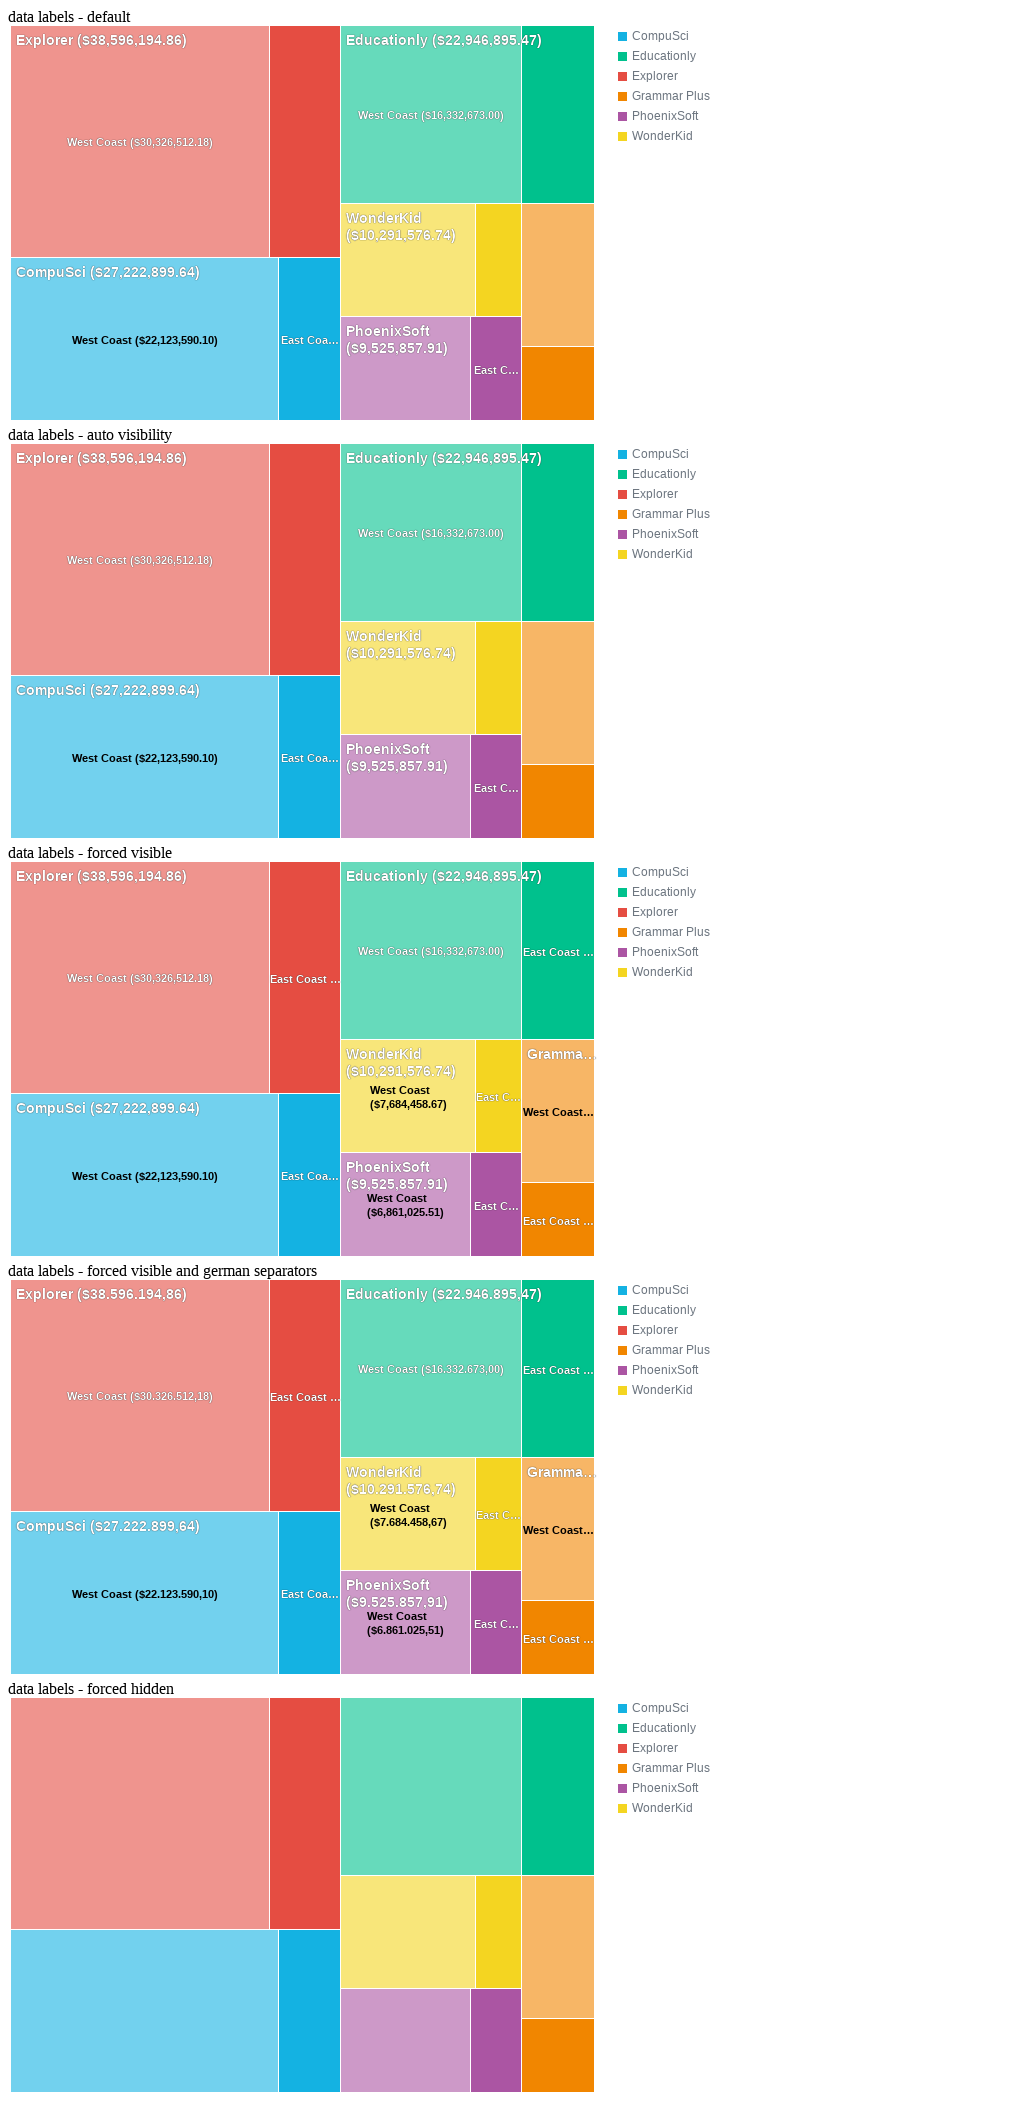 data labels - default
Explorer ($38,596,194.86)
West Coast ($30,326,512.18)
CompuSci ($27,222,899.64)
West Coast ($22,123,590.10)
East Coa…
Educationly ($22,946,895.47)
West Coast ($16,332,673.00)
WonderKid
($10,291,576.74)
PhoenixSoft
($9,525,857.91)
East C…
CompuSci
Educationly
Explorer
Grammar Plus
PhoenixSoft
WonderKid
data labels - auto visibility
Explorer ($38,596,194.86)
West Coast ($30,326,512.18)
CompuSci ($27,222,899.64)
West Coast ($22,123,590.10)
East Coa…
Educationly ($22,946,895.47)
West Coast ($16,332,673.00)
WonderKid
($10,291,576.74)
PhoenixSoft
($9,525,857.91)
East C…
CompuSci
Educationly
Explorer
Grammar Plus
PhoenixSoft
WonderKid
data labels - forced visible
Explorer ($38,596,194.86)
West Coast ($30,326,512.18)
East Coast …
CompuSci ($27,222,899.64)
West Coast ($22,123,590.10)
East Coa…
Educationly ($22,946,895.47)
West Coast ($16,332,673.00)
East Coast …
WonderKid
($10,291,576.74)
West Coast
($7,684,458.67)
East C…
PhoenixSoft
($9,525,857.91)
West Coast
($6,861,025.51)
East C…
Gramma…
West Coast…
East Coast …
CompuSci
Educationly
Explorer
Grammar Plus
PhoenixSoft
WonderKid
data labels - forced visible and german separators
Explorer ($38.596.194,86)
West Coast ($30.326.512,18)
East Coast …
CompuSci ($27.222.899,64)
West Coast ($22.123.590,10)
East Coa…
Educationly ($22.946.895,47)
West Coast ($16.332.673,00)
East Coast …
WonderKid
($10.291.576,74)
West Coast
($7.684.458,67)
East C…
PhoenixSoft
($9.525.857,91)
West Coast
($6.861.025,51)
East C…
Gramma…
West Coast…
East Coast …
CompuSci
Educationly
Explorer
Grammar Plus
PhoenixSoft
WonderKid
data labels - forced hidden
CompuSci
Educationly
Explorer
Grammar Plus
PhoenixSoft
WonderKid